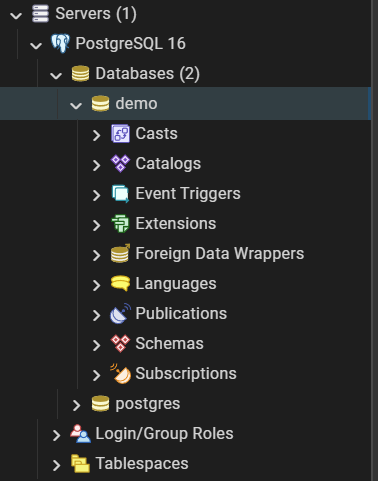 Servers (1)
PostgreSQL 16
Databases (2)
demo
Casts
Catalogs
Event Triggers
Extensions
Foreign Data Wrappers
Languages
Publications
Schemas
Subscriptions
postgres
Login/Group Roles
Tablespaces